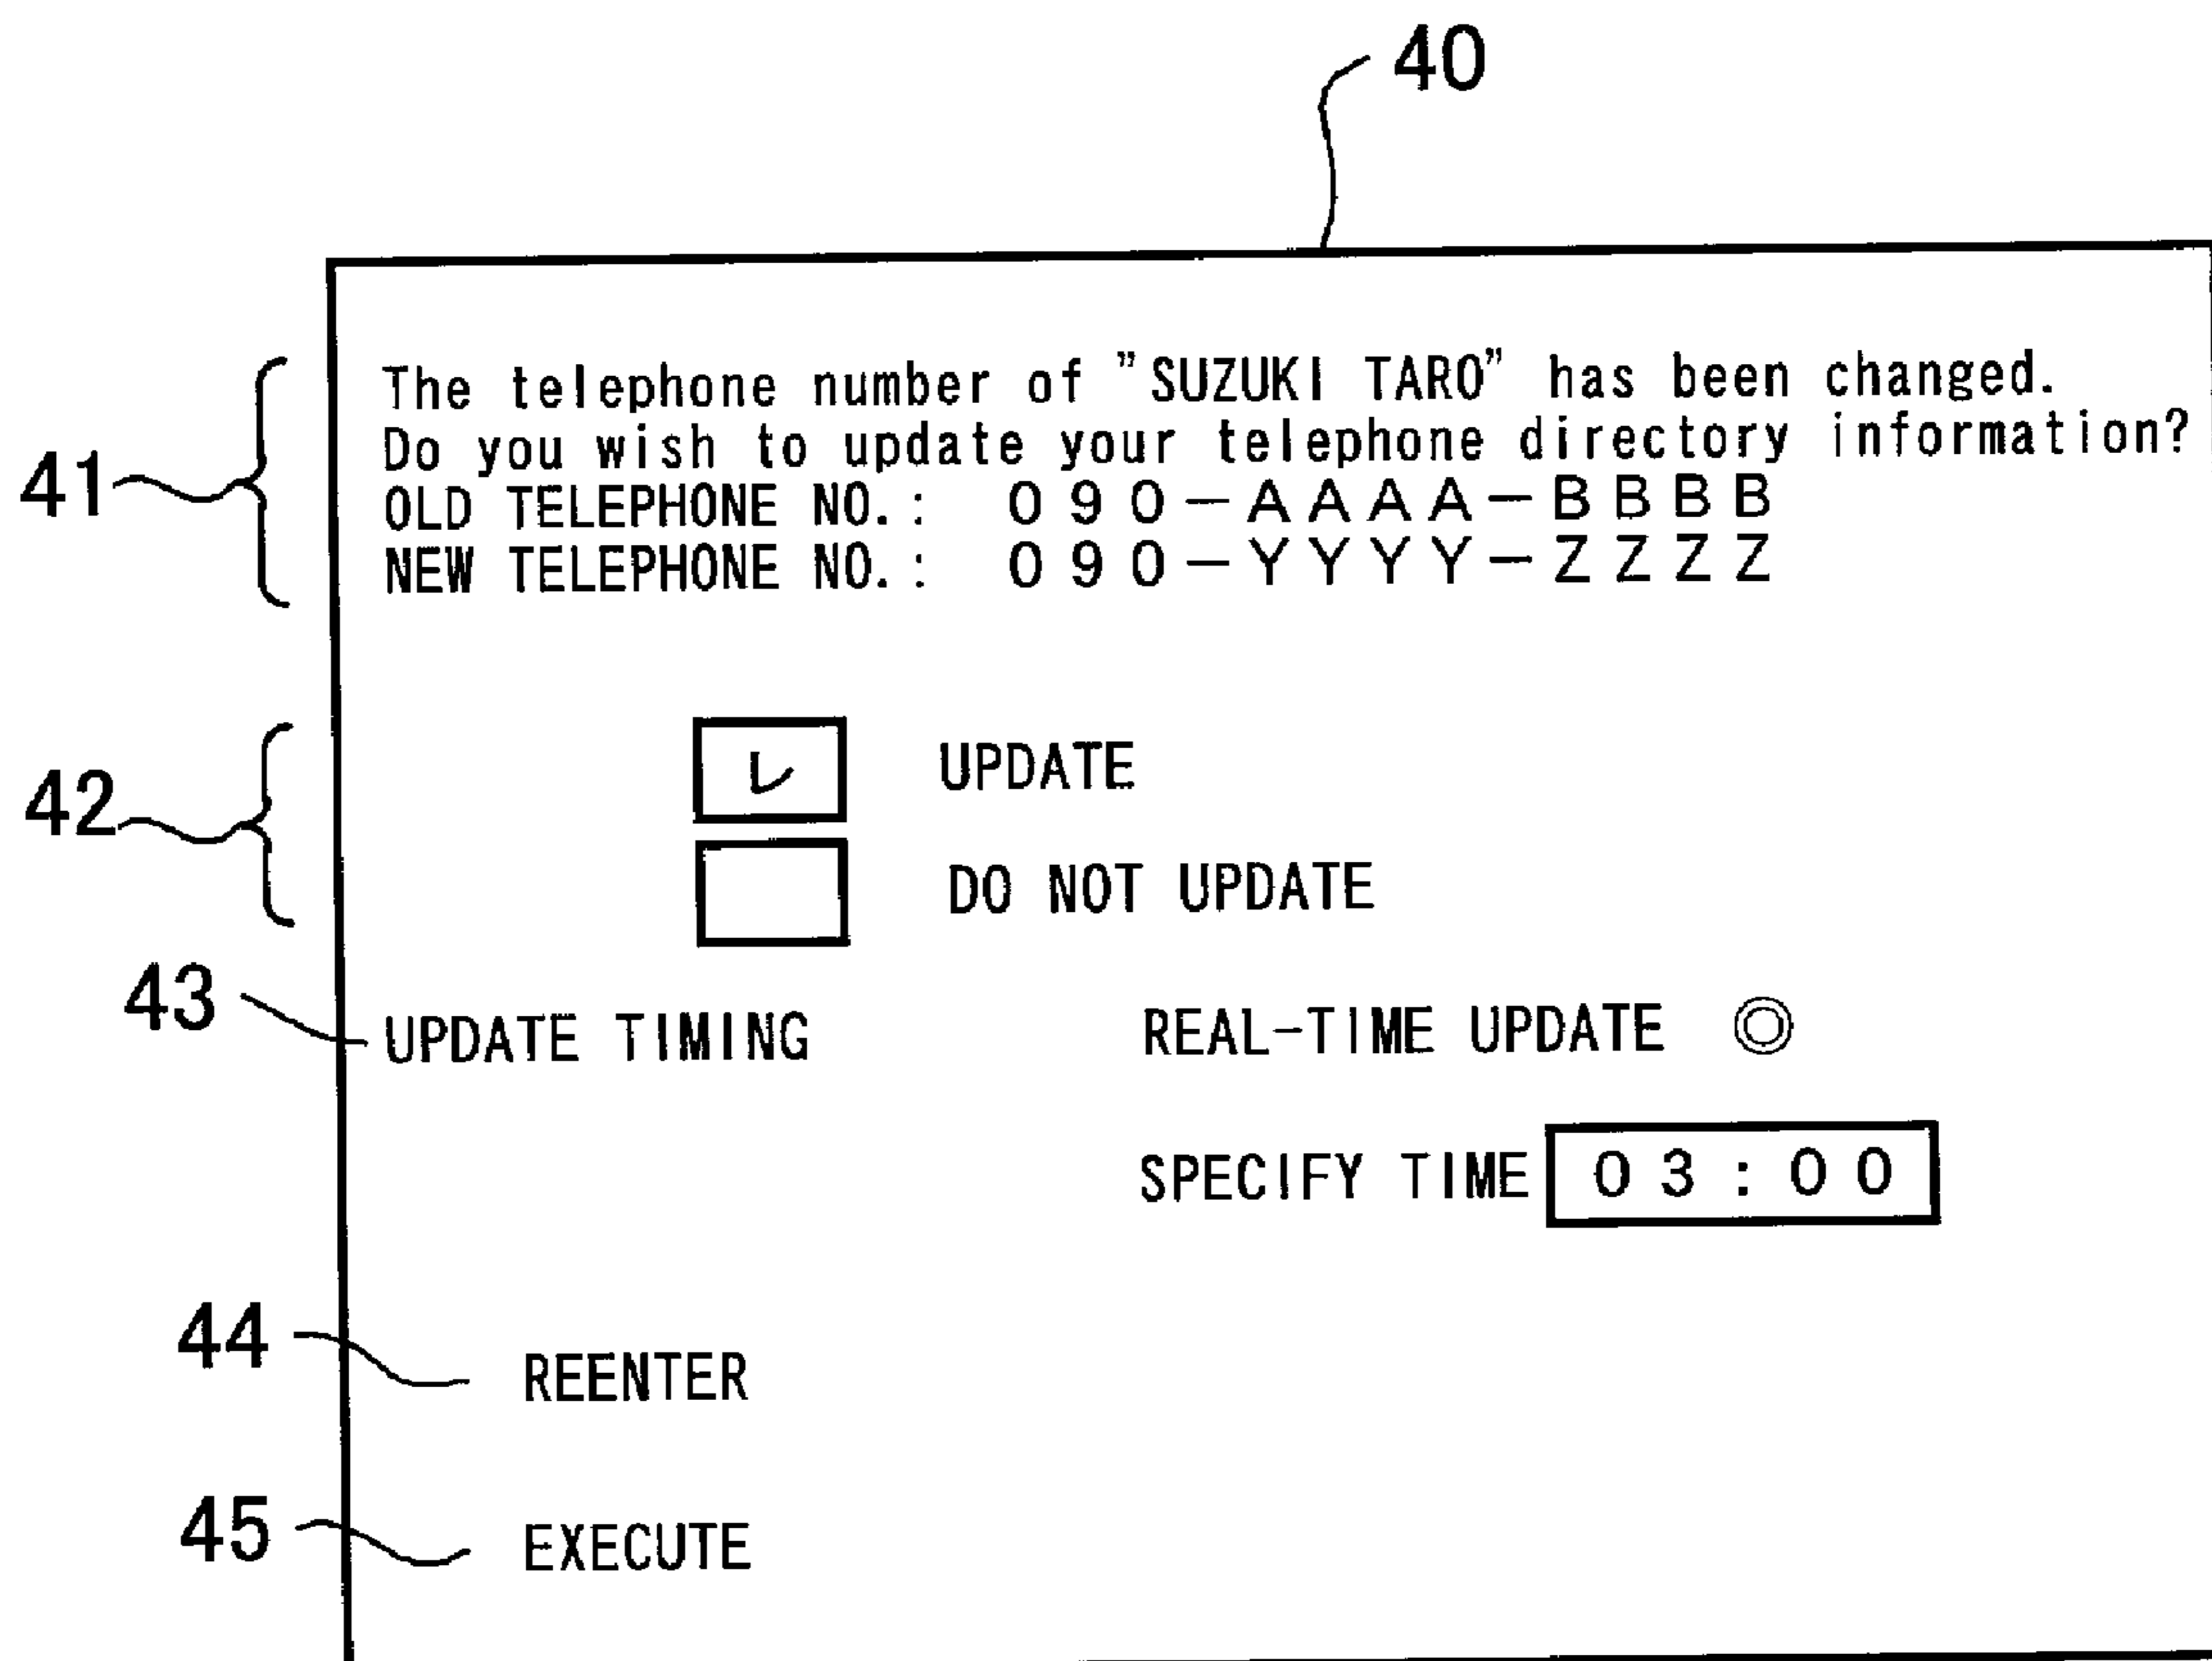 40
The telephone number of ”SUZUKI TARO” has been changed.
Do you wish to update your telephone directory information?
41
OLD TELEPHONE NO.: 090-AAAA-BBBB
NEW TELEPHONE NO.: 090-YYYY-ZZZZ
レ UPDATE
42
DO NOT UPDATE
43
UPDATE TIMING REAL-TIME UPDATE ◎
SPECIFY TIME 03:00
44
REENTER
45
EXECUTE